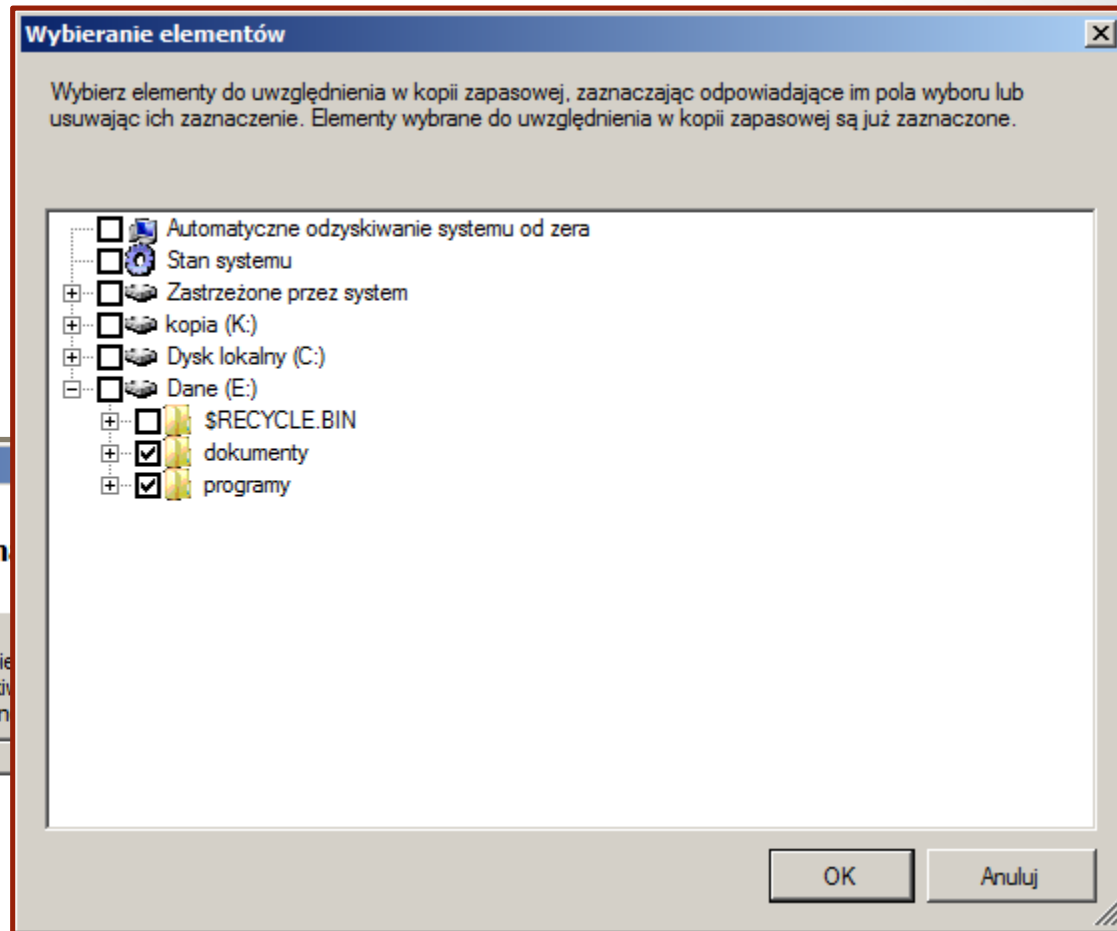 Wybieranie elementów
Wybierz elementy do uwzględnienia w kopii zapasowej, zaznaczając odpowiadające im pola wyboru lub
usuwając ich zaznaczenie. Elementy wybrane do uwzględnienia w kopii zapasowej są już zaznaczone.
Automatyczne odzyskiwanie systemu od zera
Stan systemu
Zastrzeżone przez system
kopia (K:)
Dysk lokalny (C:)
Dane (E:)
$RECYCLE.BIN
dokumenty
programy
OK
Anuluj